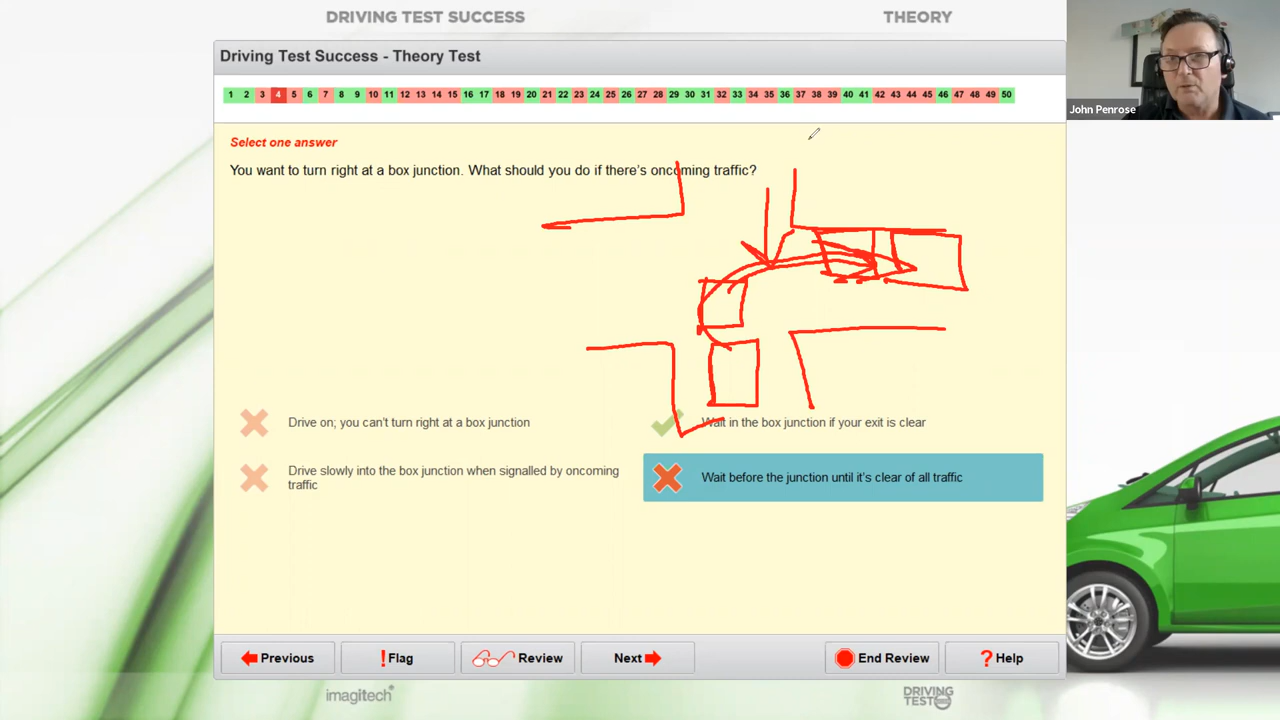 DRIVING TEST SUCCESS
THEORY
Driving Test Success - Theory Test
1 2 3 4 5 6 7 8 9 10 11 12 13 14 15 16 17 18 19 20 21 22 23 24 25 26 27 28 29 30 31 32 33 34 35 36 37 38 39 40 41 42 43 44 45 46 47 48 49 50
John Penrose
Select one answer
You want to turn right at a box junction. What should you do if there's oncoming traffic?
Drive on; you can't turn right at a box junction
Wait in the box junction if your exit is clear
Drive slowly into the box junction when signalled by oncoming
traffic
Wait before the junction until it's clear of all traffic
Previous
!Flag
Review
Next
End Review
?Help
imagitech
DRIVING
TEST